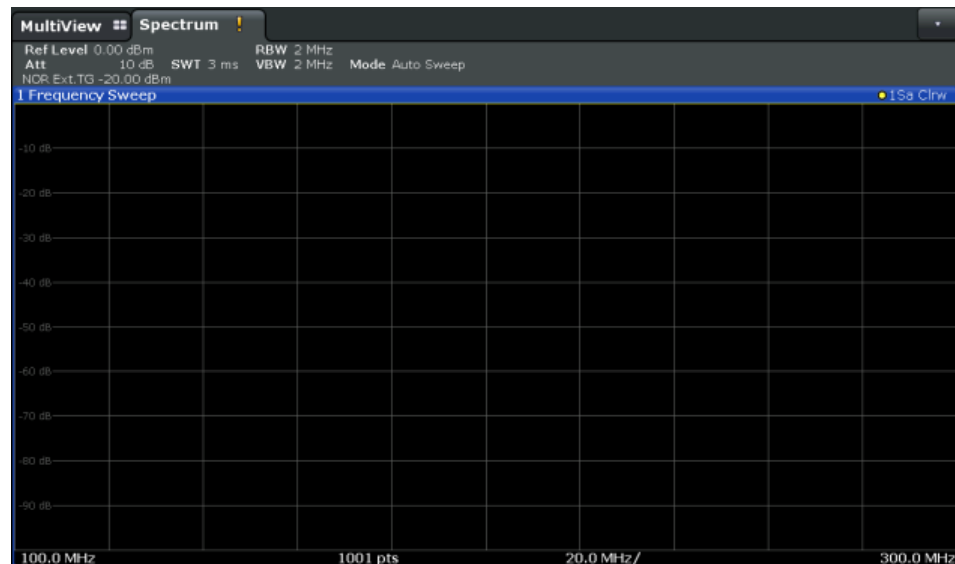 MultiView Spectrum !
Ref Level 0.00 dBm RBW 2 MHz
Att 10 dB SWT 3 ms VBW 2 MHz Mode Auto Sweep
NOR Ext.TG -20.00 dBm
1 Frequency Sweep 1Sa Clrw
-10 dB
-20 dB
-30 dB
-40 dB
-50 dB
-60 dB
-70 dB
-80 dB
-90 dB
100.0 MHz 1001 pts 20.0 MHz/ 300.0 MHz